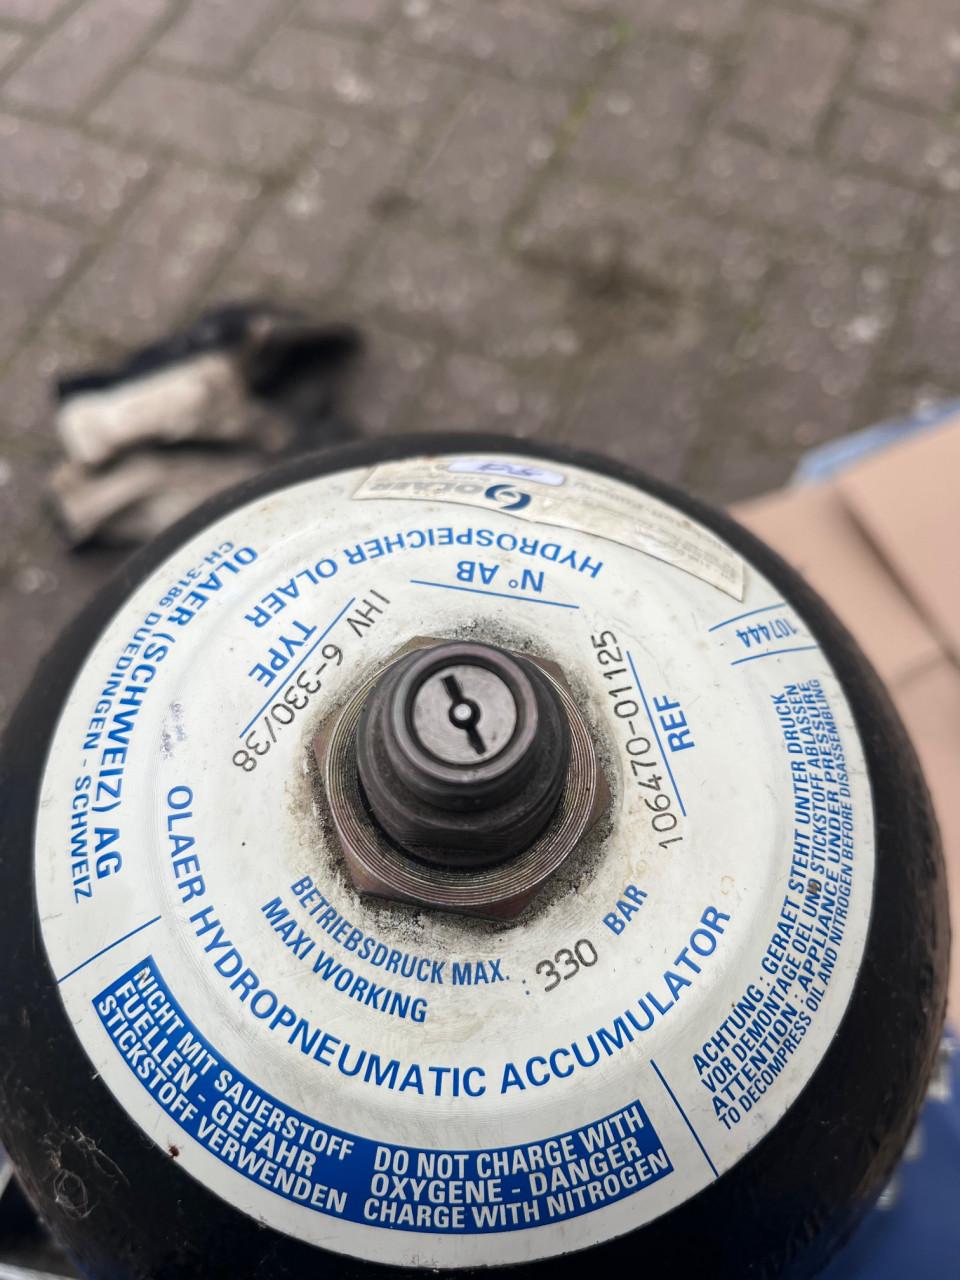 OLAER
HYDROSPEICHER OLAER
N° AB
TYPE
IHV 6-330/38
REF
106470-01125
107444
OLAER (SCHWEIZ) AG
CH-3186 DUEDINGEN - SCHWEIZ
OLAER HYDROPNEUMATIC ACCUMULATOR
BETRIEBSDRUCK MAX.
MAXI WORKING
: 330 BAR
NICHT MIT SAUERSTOFF
FUELLEN - GEFAHR
STICKSTOFF VERWENDEN
DO NOT CHARGE WITH
OXYGENE - DANGER
CHARGE WITH NITROGEN
ACHTUNG : GERAET STEHT UNTER DRUCK
VOR DEMONTAGE OEL UND STICKSTOFF ABLASSEN
ATTENTION : APPLIANCE UNDER PRESSURE
TO DECOMPRESS OIL AND NITROGEN BEFORE DISASSEMBLING